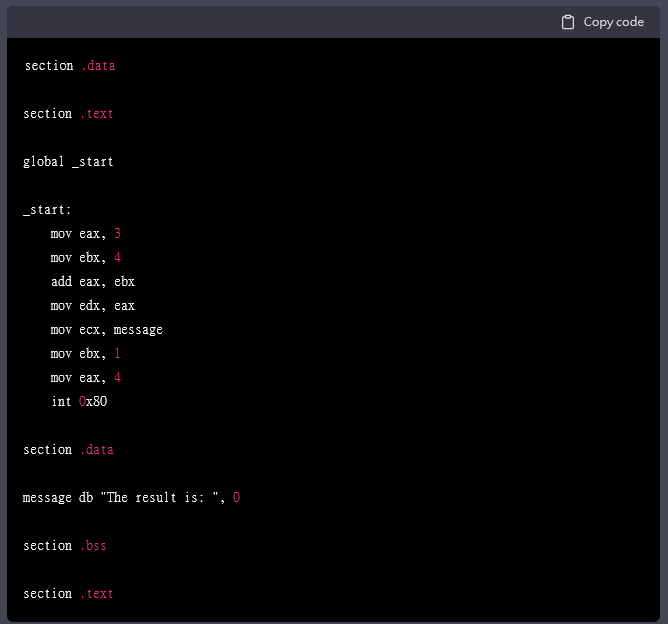 Copy code
section .data
section .text
global _start
_start:
    mov eax, 3
    mov ebx, 4
    add eax, ebx
    mov edx, eax
    mov ecx, message
    mov ebx, 1
    mov eax, 4
    int 0x80
section .data
message db "The result is: ", 0
section .bss
section .text